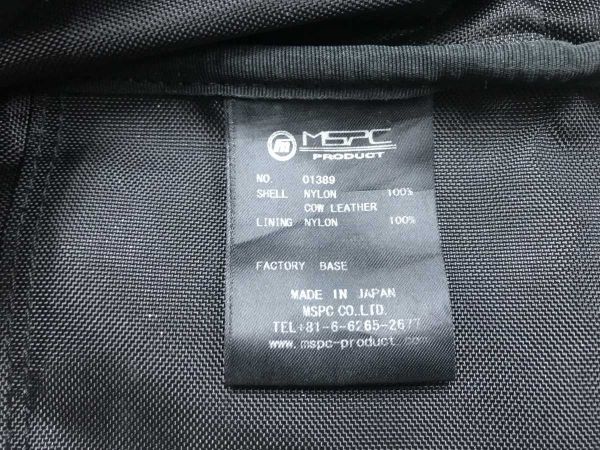 m MSPC
PRODUCT
NO. 01389
SHELL NYLON 100%
COW LEATHER
LINING NYLON 100%
FACTORY BASE
MADE IN JAPAN
MSPC CO.LTD.
TEL+81-6-6265-2677
www.mspc-product.com